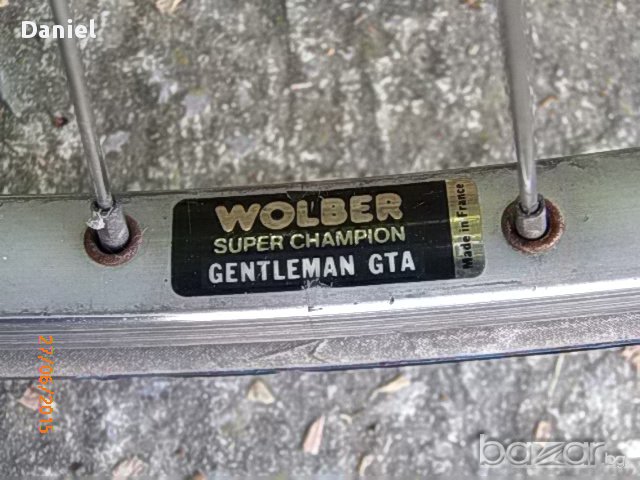 Daniel
WOLBER
SUPER CHAMPION
GENTLEMAN GTA
Made in France
27/06/2015
bazar.bg